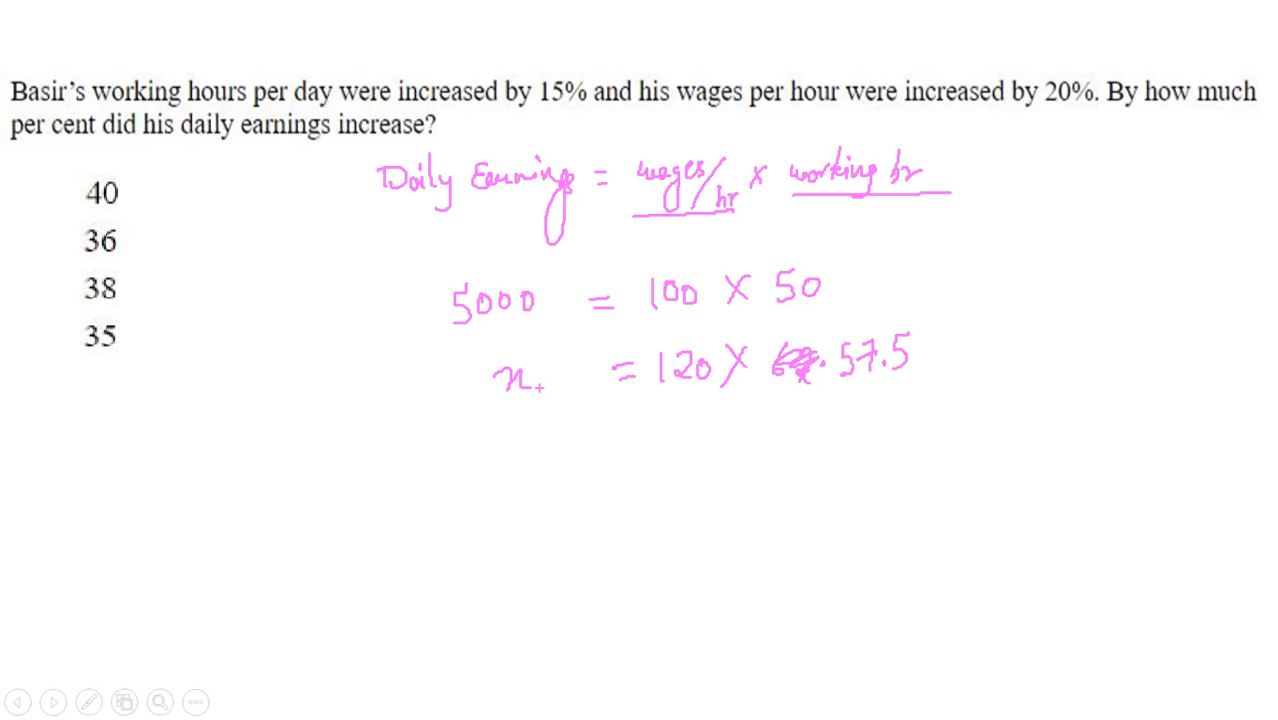 Basir's working hours per day were increased by 15% and his wages per hour were increased by 20%. By how much
per cent did his daily earnings increase?
40
36
38
35
Daily Earnings = wages/hr × working hr
5000 = 100 × 50
x = 120 × 57.5